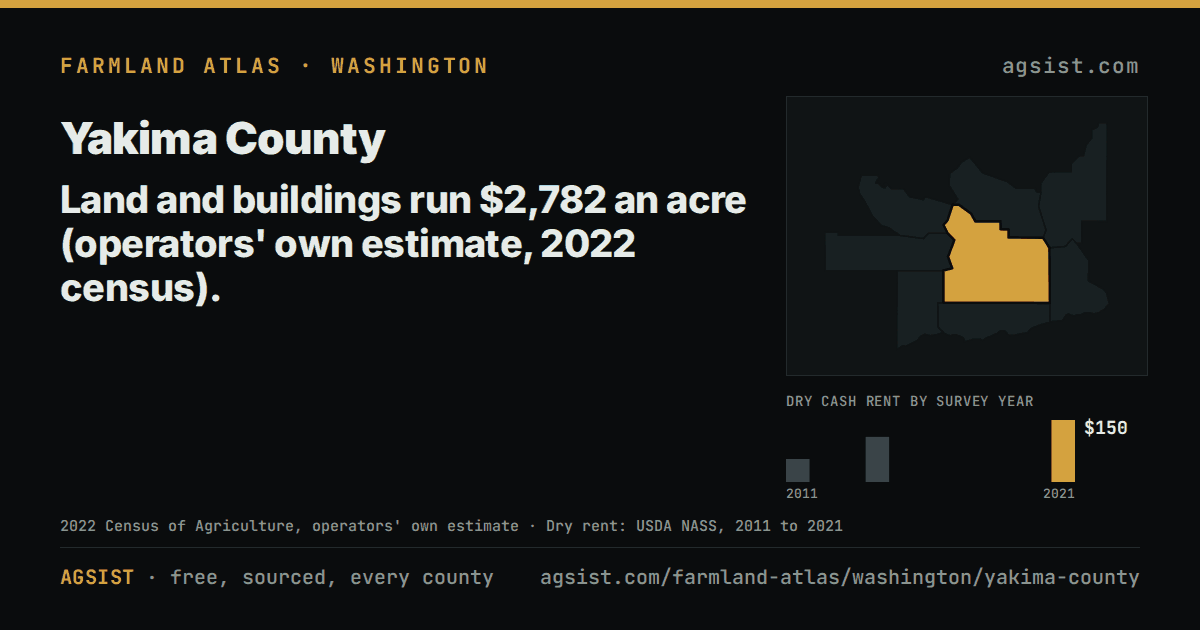 FARMLAND ATLAS · WASHINGTON
agsist.com
Yakima County
Land and buildings run $2,782 an acre
(operators' own estimate, 2022
census).
DRY CASH RENT BY SURVEY YEAR
$150
2011
2021
2022 Census of Agriculture, operators' own estimate · Dry rent: USDA NASS, 2011 to 2021
AGSIST · free, sourced, every county
agsist.com/farmland-atlas/washington/yakima-county